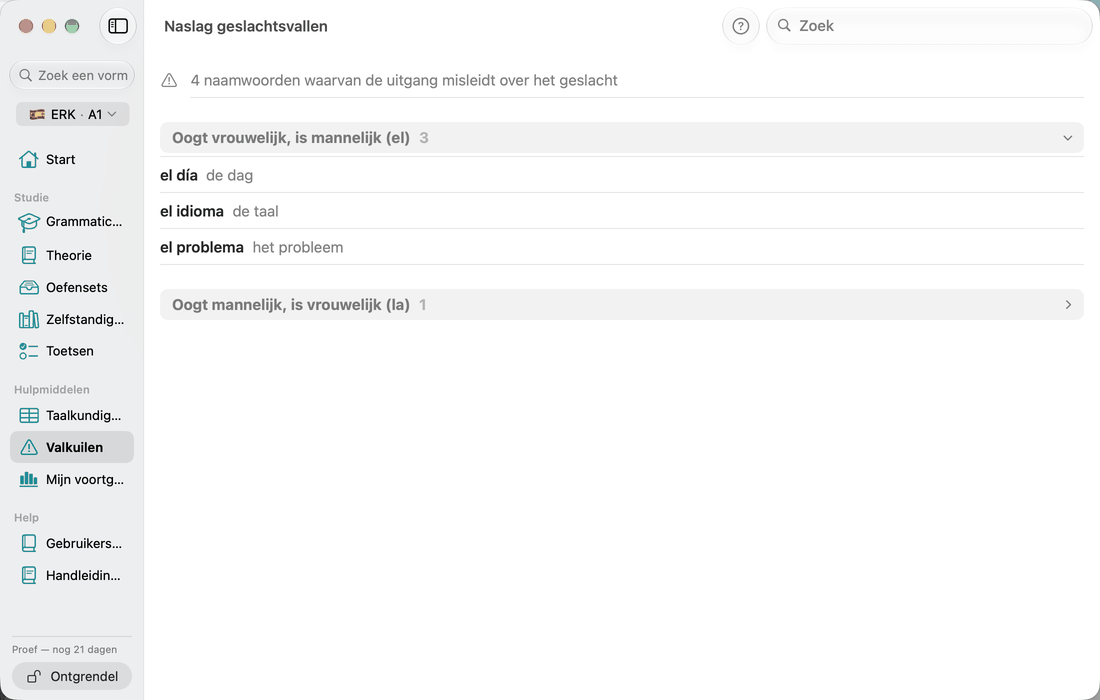 Naslag geslachtsvallen
Zoek
Zoek een vorm
ERK · A1
Start
Studie
Grammatic...
Theorie
Oefensets
Zelfstandig...
Toetsen
Hulpmiddelen
Taalkundig...
Valkuilen
Mijn voortg...
Help
Gebruikers...
Handleidin...
Proef — nog 21 dagen
Ontgrendel
4 naamwoorden waarvan de uitgang misleidt over het geslacht
Oogt vrouwelijk, is mannelijk (el) 3
el día de dag
el idioma de taal
el problema het probleem
Oogt mannelijk, is vrouwelijk (la) 1